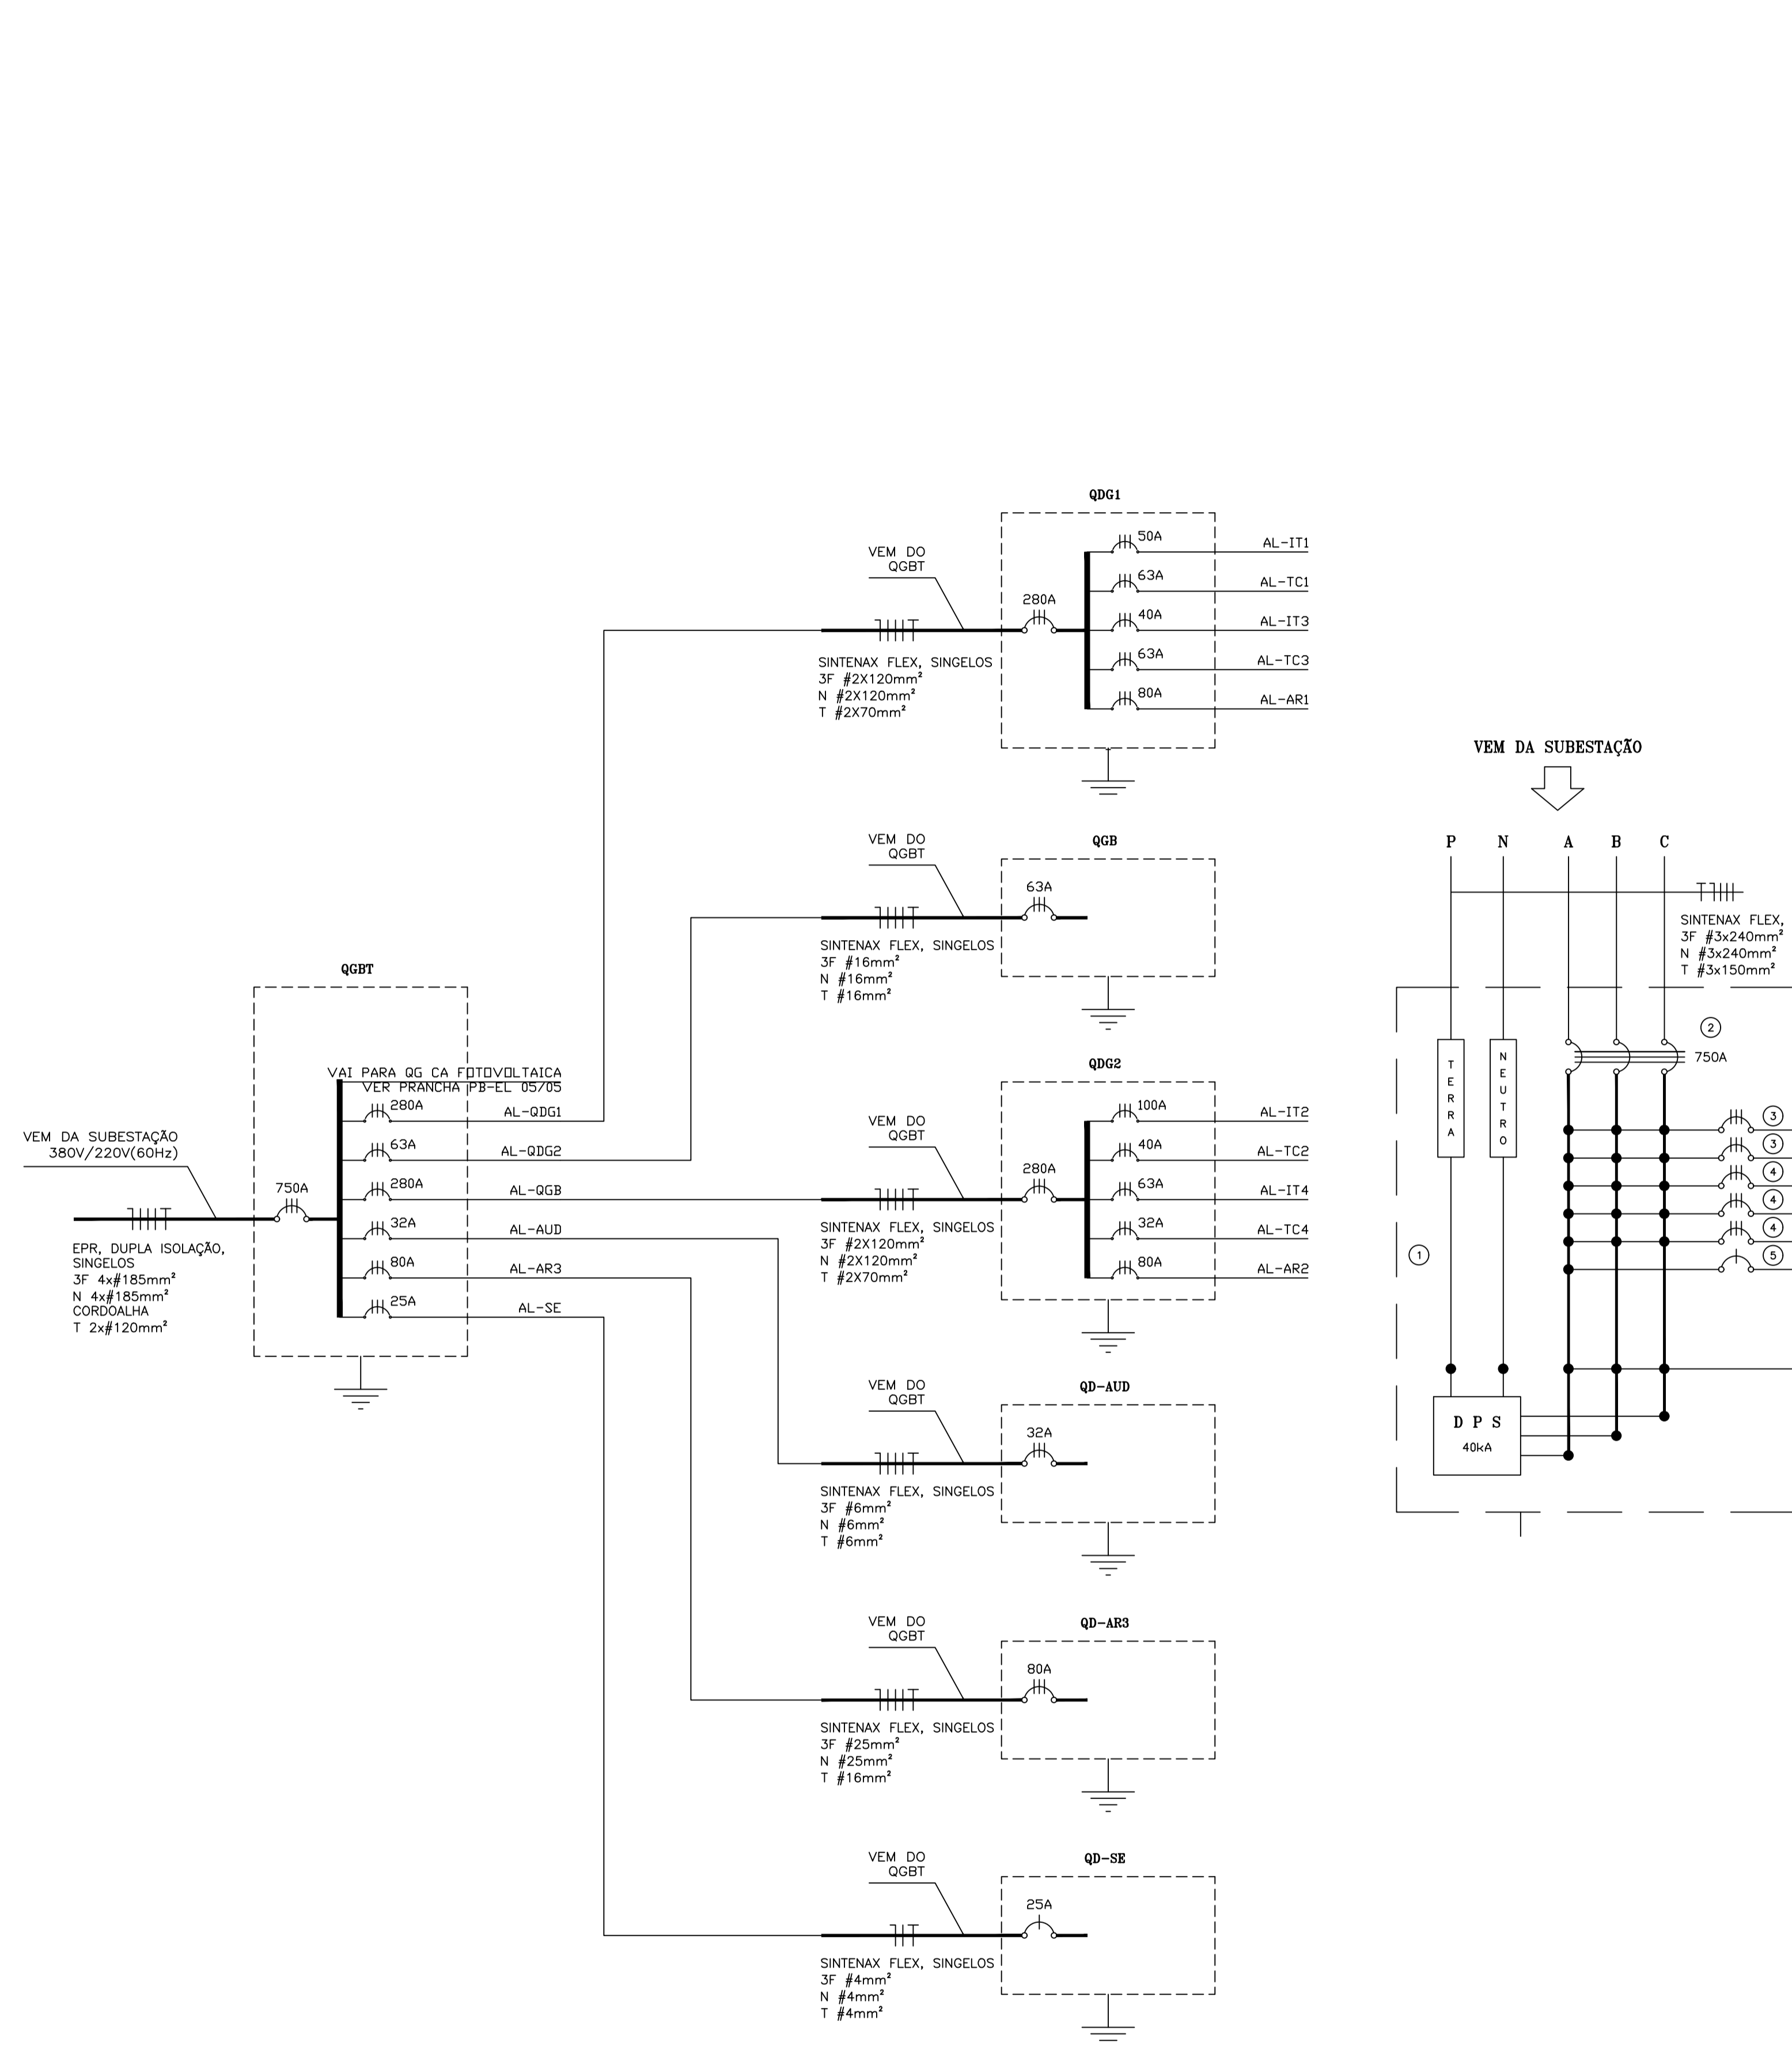 QDG1
VEM DO
QGBT
280A
50A
AL-IT1
63A
AL-TC1
40A
AL-IT3
63A
AL-TC3
80A
AL-AR1
SINTENAX FLEX, SINGELOS
3F #2X120mm²
N #2X120mm²
T #2X70mm²
QGB
VEM DO
QGBT
63A
SINTENAX FLEX, SINGELOS
3F #16mm²
N #16mm²
T #16mm²
QGBT
VAI PARA QG CA FOTOVOLTAICA
VER PRANCHA PB-EL 05/05
280A
AL-QDG1
63A
AL-QDG2
280A
AL-QGB
32A
AL-AUD
80A
AL-AR3
25A
AL-SE
VEM DA SUBESTAÇÃO
380V/220V(60Hz)
750A
EPR, DUPLA ISOLAÇÃO,
SINGELOS
3F 4x#185mm²
N 4x#185mm²
CORDOALHA
T 2x#120mm²
QDG2
VEM DO
QGBT
280A
100A
AL-IT2
40A
AL-TC2
63A
AL-IT4
32A
AL-TC4
80A
AL-AR2
SINTENAX FLEX, SINGELOS
3F #2X120mm²
N #2X120mm²
T #2X70mm²
QD-AUD
VEM DO
QGBT
32A
SINTENAX FLEX, SINGELOS
3F #6mm²
N #6mm²
T #6mm²
QD-AR3
VEM DO
QGBT
80A
SINTENAX FLEX, SINGELOS
3F #25mm²
N #25mm²
T #16mm²
QD-SE
VEM DO
QGBT
25A
SINTENAX FLEX, SINGELOS
3F #4mm²
N #4mm²
T #4mm²
VEM DA SUBESTAÇÃO
P N A B C
SINTENAX FLEX,
3F #3x240mm²
N #3x240mm²
T #3x150mm²
2
750A
TERRA
NEUTRO
3
3
4
4
4
5
1
DPS
40kA